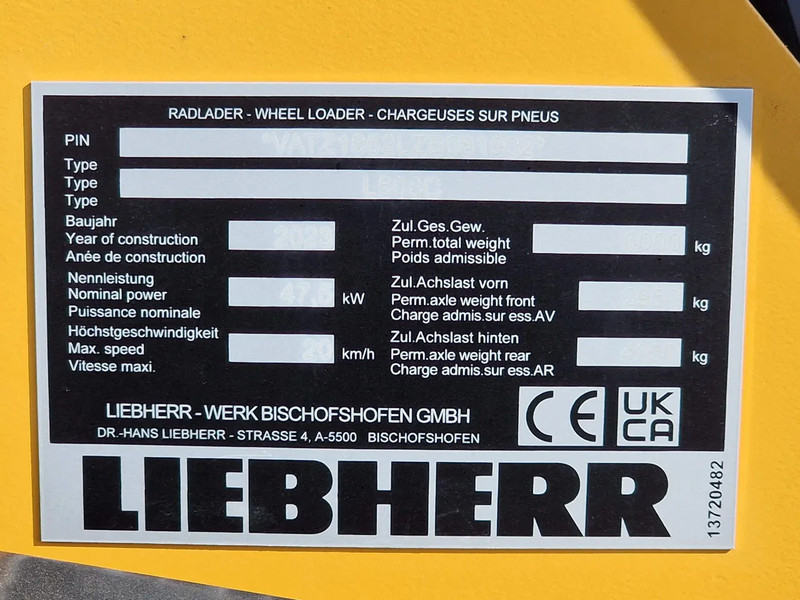 RADLADER - WHEEL LOADER - CHARGEUSES SUR PNEUS
PIN
Type
Type
Type
Baujahr
Year of construction
Anée de construction
Nennleistung
Nominal power kW
Puissance nominale
Höchstgeschwindigkeit
Max. speed 20 km/h
Vitesse maxi.
Zul.Ges.Gew.
Perm.total weight kg
Poids admissible
Zul.Achslast vorn
Perm.axle weight front kg
Charge admis.sur ess.AV
Zul.Achslast hinten
Perm.axle weight rear kg
Charge admis.sur ess.AR
LIEBHERR - WERK BISCHOFSHOFEN GMBH
DR.-HANS LIEBHERR - STRASSE 4, A-5500 BISCHOFSHOFEN
CE
UK
CA
LIEBHERR
13720482